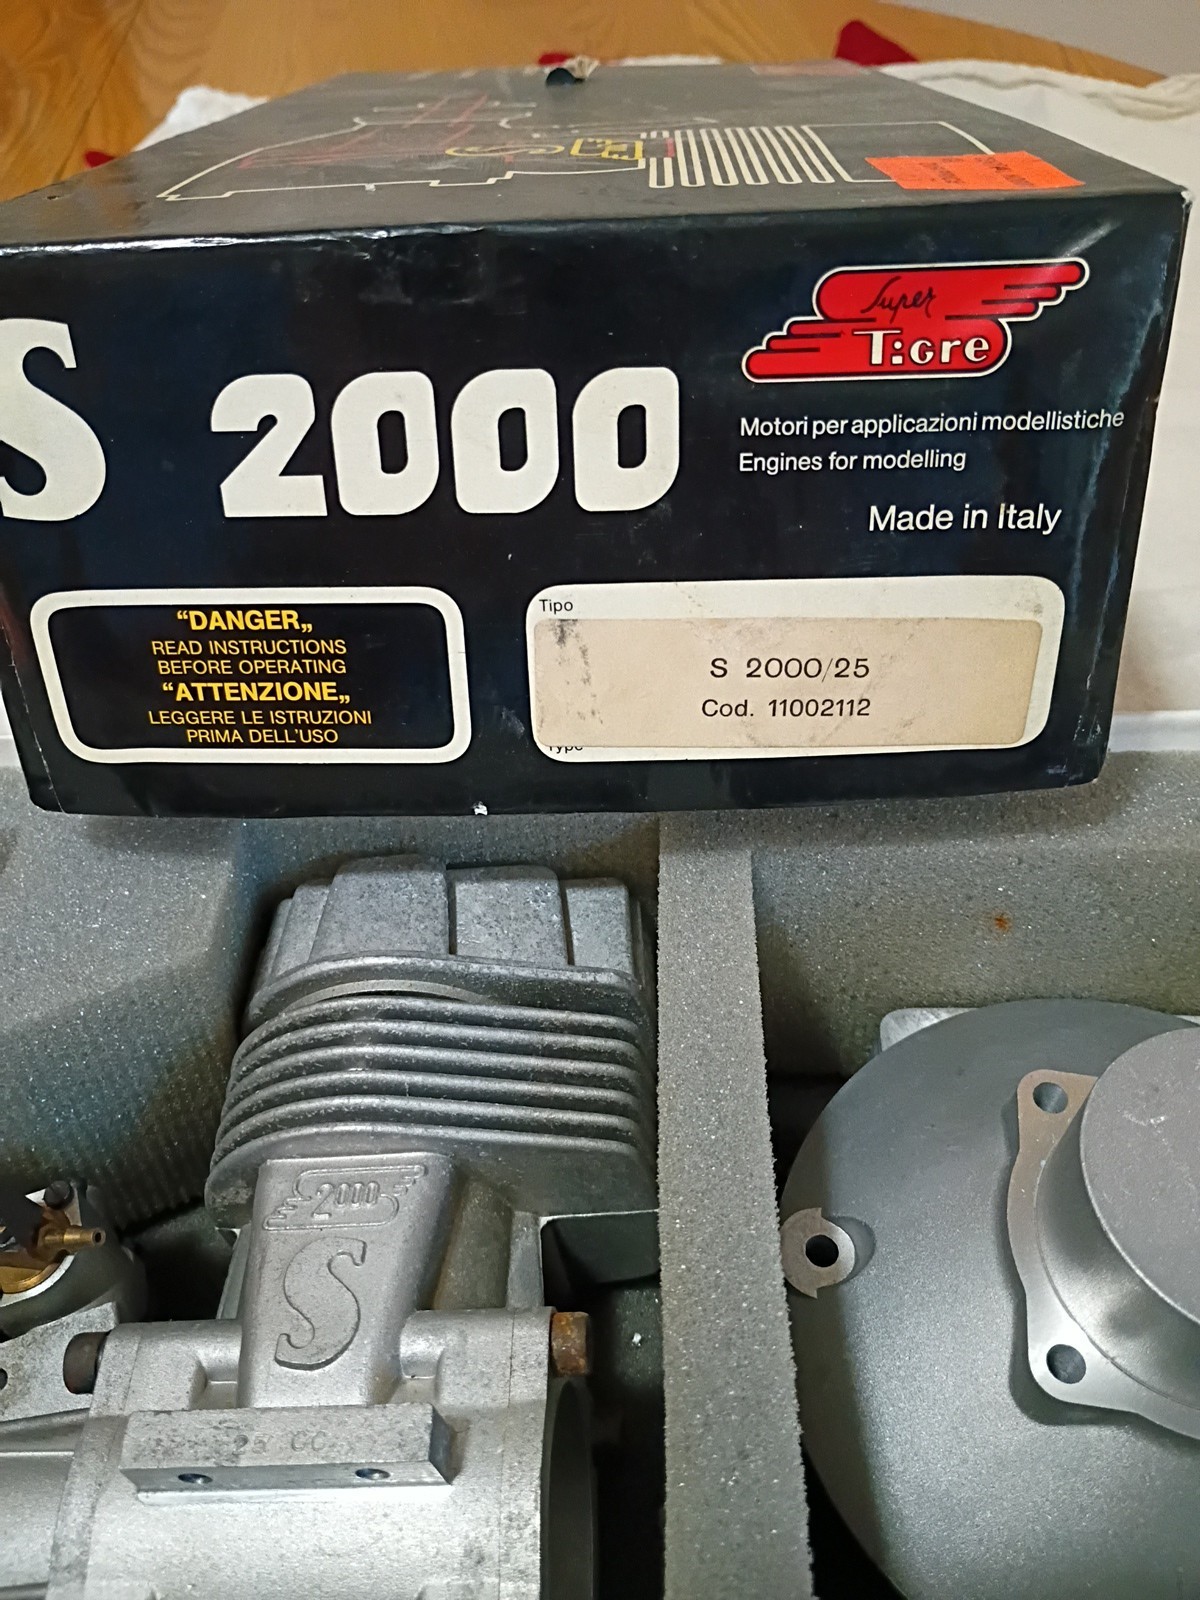 S 2000
Super
Tigre
Motori per applicazioni modellistiche
Engines for modelling
Made in Italy
“DANGER„
READ INSTRUCTIONS
BEFORE OPERATING
“ATTENZIONE„
LEGGERE LE ISTRUZIONI
PRIMA DELL'USO
Tipo
S 2000/25
Cod. 11002112
Type
2000
S
25 CC